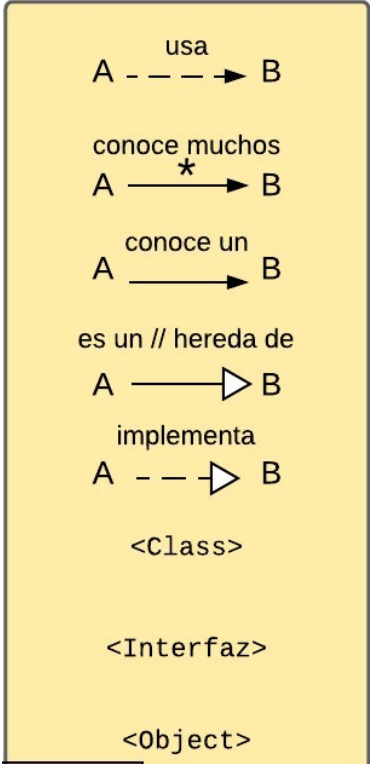 usa
A B
conoce muchos
*
A B
conoce un
A B
es un // hereda de
A B
implementa
A B
<Class>
<Interfaz>
<Object>